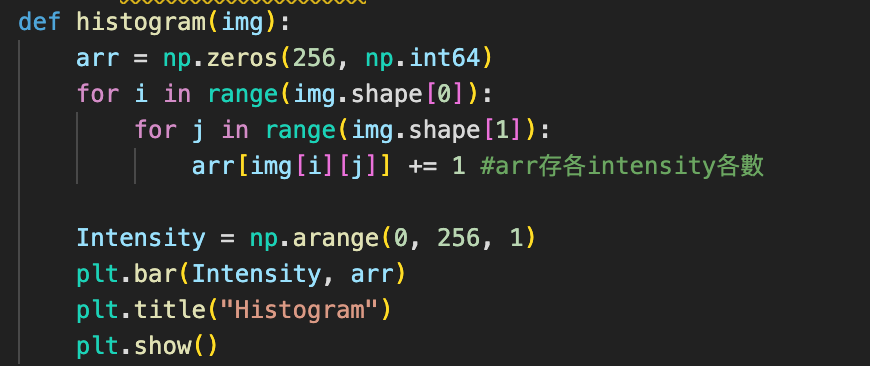 def histogram(img):
    arr = np.zeros(256, np.int64)
    for i in range(img.shape[0]):
        for j in range(img.shape[1]):
            arr[img[i][j]] += 1 #arr存各intensity各數

    Intensity = np.arange(0, 256, 1)
    plt.bar(Intensity, arr)
    plt.title("Histogram")
    plt.show()